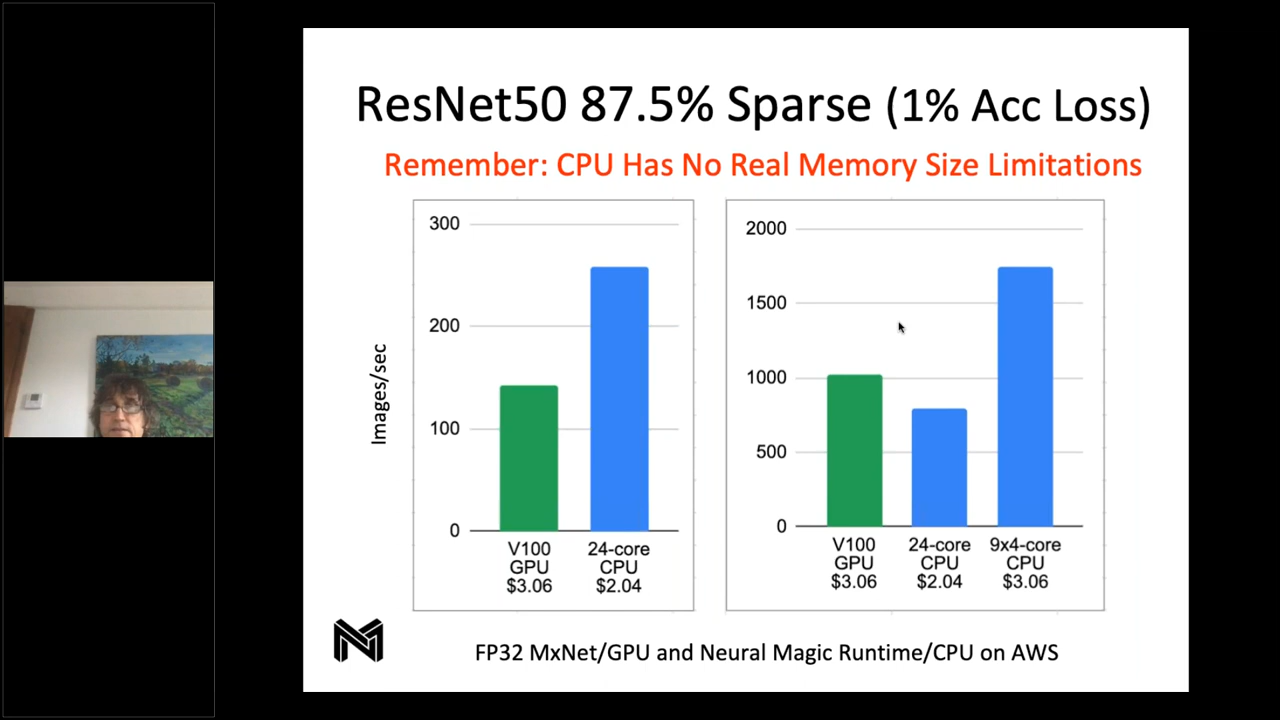 ResNet50 87.5% Sparse (1% Acc Loss)
Remember: CPU Has No Real Memory Size Limitations
Images/sec
300
200
100
0
V100
GPU
$3.06
24-core
CPU
$2.04
2000
1500
1000
500
0
V100
GPU
$3.06
24-core
CPU
$2.04
9x4-core
CPU
$3.06
FP32 MxNet/GPU and Neural Magic Runtime/CPU on AWS